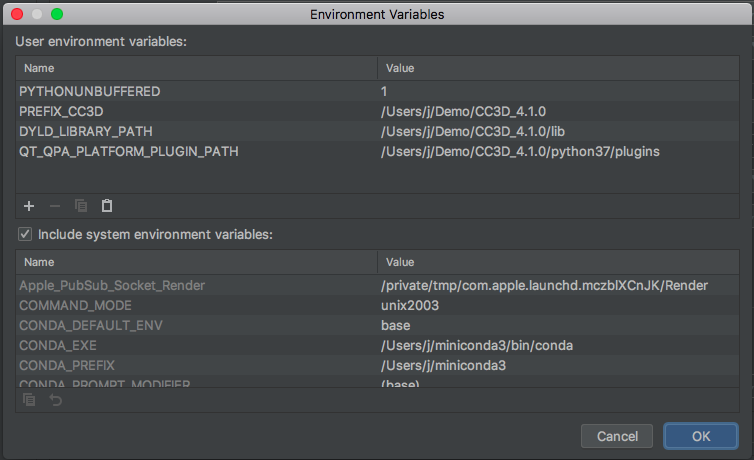 Environment Variables
User environment variables:
Name Value
PYTHONUNBUFFERED 1
PREFIX_CC3D /Users/j/Demo/CC3D_4.1.0
DYLD_LIBRARY_PATH /Users/j/Demo/CC3D_4.1.0/lib
QT_QPA_PLATFORM_PLUGIN_PATH /Users/j/Demo/CC3D_4.1.0/python37/plugins
Include system environment variables:
Name Value
Apple_PubSub_Socket_Render /private/tmp/com.apple.launchd.mczblXCnJK/Render
COMMAND_MODE unix2003
CONDA_DEFAULT_ENV base
CONDA_EXE /Users/j/miniconda3/bin/conda
CONDA_PREFIX /Users/j/miniconda3
CONDA_PROMPT_MODIFIER (base)
Cancel OK